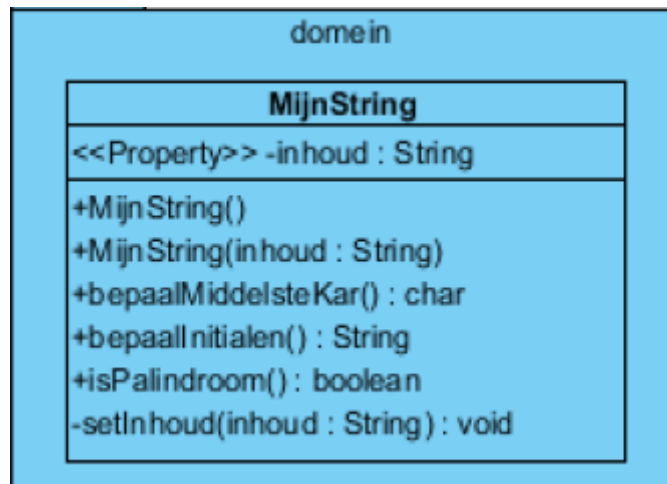 domein
MijnString
<<Property>> -inhoud : String
+MijnString()
+MijnString(inhoud : String)
+bepaalMiddelsteKar() : char
+bepaalInitialen() : String
+isPalindroom() : boolean
-setInhoud(inhoud : String) : void